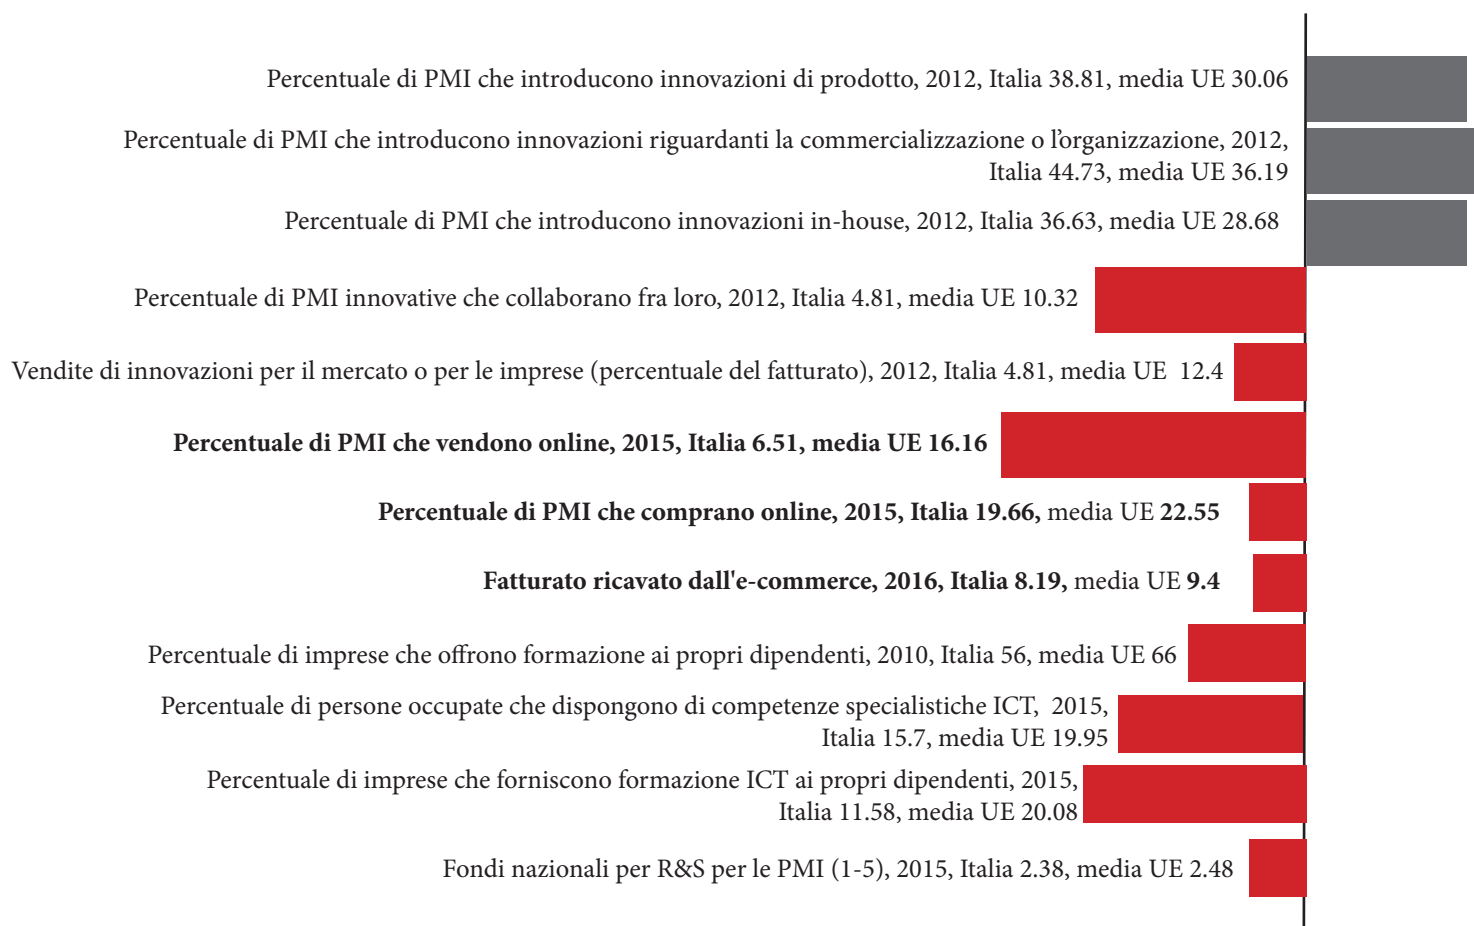 Percentuale di PMI che introducono innovazioni di prodotto, 2012, Italia 38.81, media UE 30.06
Percentuale di PMI che introducono innovazioni riguardanti la commercializzazione o l'organizzazione, 2012,
Italia 44.73, media UE 36.19
Percentuale di PMI che introducono innovazioni in-house, 2012, Italia 36.63, media UE 28.68
Percentuale di PMI innovative che collaborano fra loro, 2012, Italia 4.81, media UE 10.32
Vendite di innovazioni per il mercato o per le imprese (percentuale del fatturato), 2012, Italia 4.81, media UE 12.4
Percentuale di PMI che vendono online, 2015, Italia 6.51, media UE 16.16
Percentuale di PMI che comprano online, 2015, Italia 19.66, media UE 22.55
Fatturato ricavato dall'e-commerce, 2016, Italia 8.19, media UE 9.4
Percentuale di imprese che offrono formazione ai propri dipendenti, 2010, Italia 56, media UE 66
Percentuale di persone occupate che dispongono di competenze specialistiche ICT, 2015,
Italia 15.7, media UE 19.95
Percentuale di imprese che forniscono formazione ICT ai propri dipendenti, 2015,
Italia 11.58, media UE 20.08
Fondi nazionali per R&S per le PMI (1-5), 2015, Italia 2.38, media UE 2.48